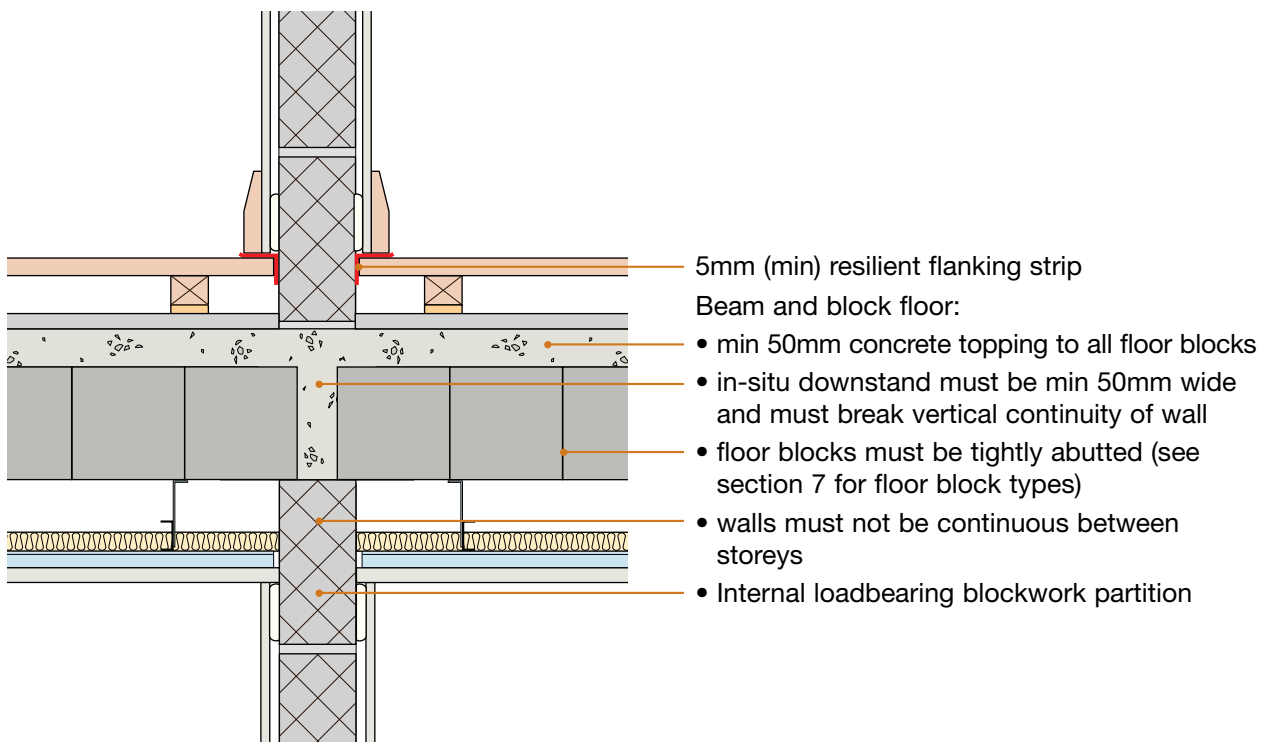 5mm (min) resilient flanking strip
Beam and block floor:
• min 50mm concrete topping to all floor blocks
• in-situ downstand must be min 50mm wide
and must break vertical continuity of wall
• floor blocks must be tightly abutted (see
section 7 for floor block types)
• walls must not be continuous between
storeys
• Internal loadbearing blockwork partition